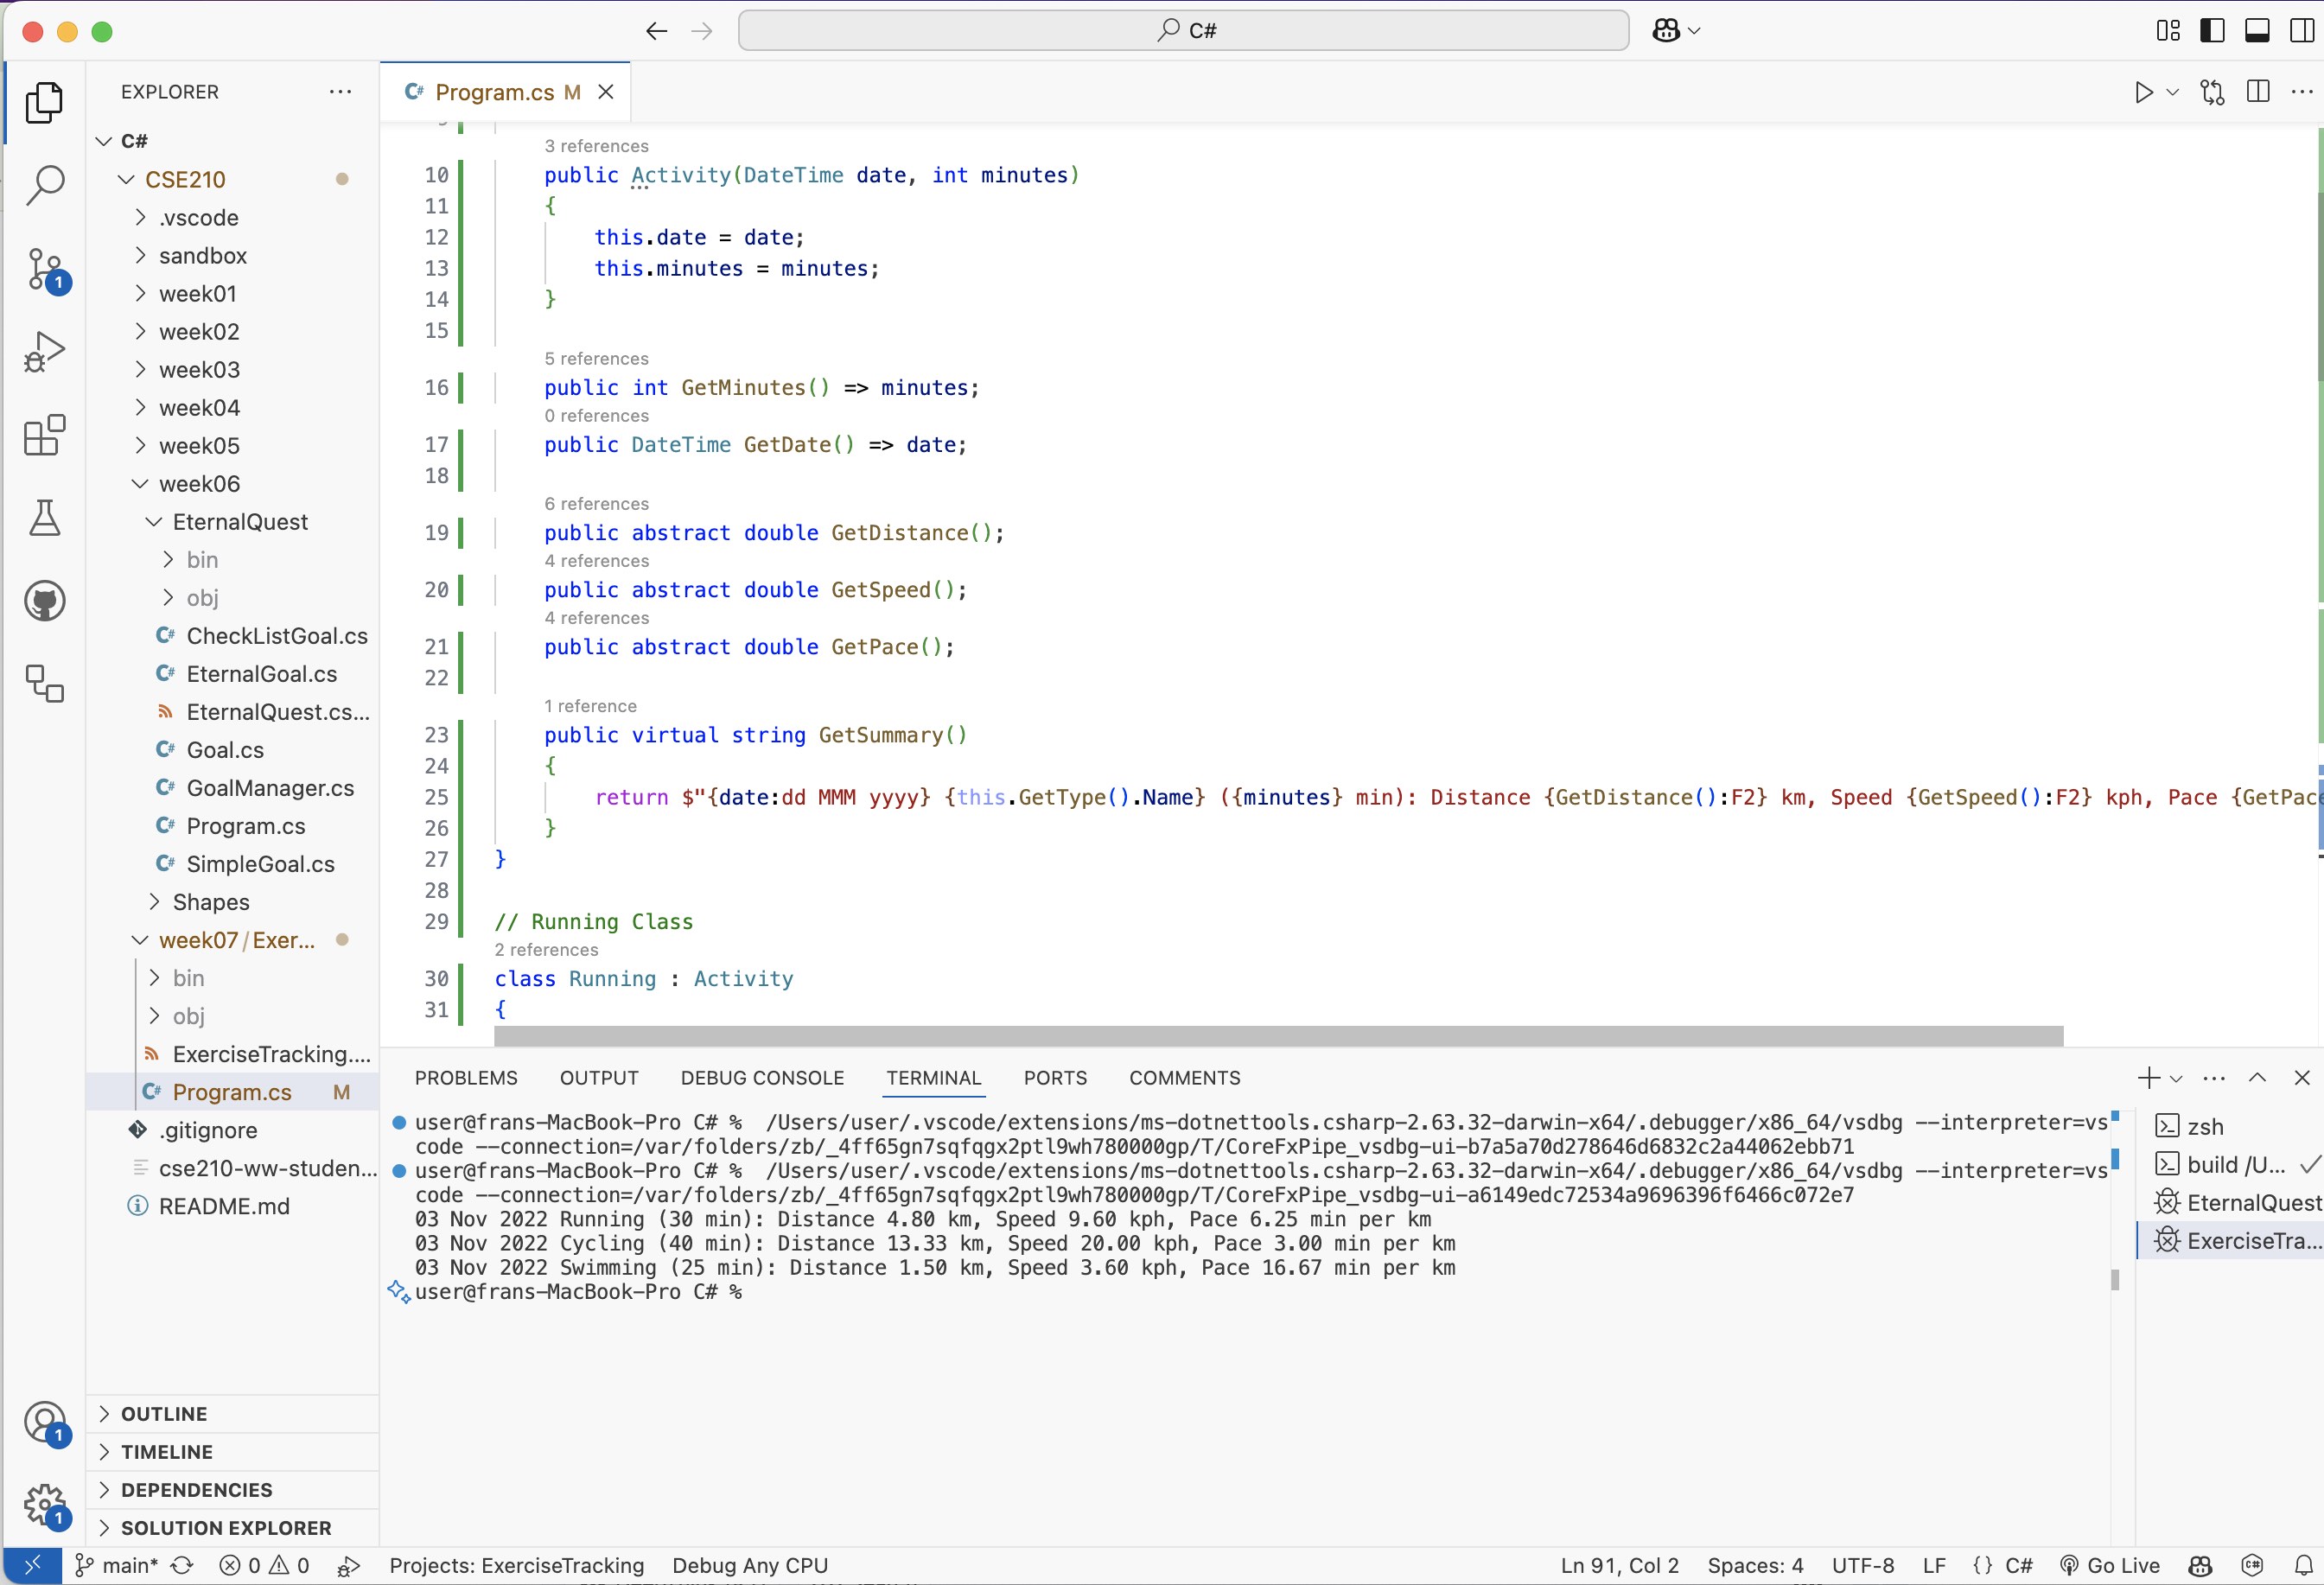 C#
EXPLORER
Program.cs M
C#
CSE210
.vscode
sandbox
week01
week02
week03
week04
week05
week06
EternalQuest
bin
obj
CheckListGoal.cs
EternalGoal.cs
EternalQuest.cs...
Goal.cs
GoalManager.cs
Program.cs
SimpleGoal.cs
Shapes
week07/Exer...
bin
obj
ExerciseTracking....
Program.cs M
.gitignore
cse210-ww-studen...
README.md
OUTLINE
TIMELINE
DEPENDENCIES
SOLUTION EXPLORER
1
1
1
3 references
10 public Activity(DateTime date, int minutes)
11 {
12 this.date = date;
13 this.minutes = minutes;
14 }
15
5 references
16 public int GetMinutes() => minutes;
0 references
17 public DateTime GetDate() => date;
18
6 references
19 public abstract double GetDistance();
4 references
20 public abstract double GetSpeed();
4 references
21 public abstract double GetPace();
22
1 reference
23 public virtual string GetSummary()
24 {
25 return $"{date:dd MMM yyyy} {this.GetType().Name} ({minutes} min): Distance {GetDistance():F2} km, Speed {GetSpeed():F2} kph, Pace {GetPace
26 }
27 }
28
29 // Running Class
2 references
30 class Running : Activity
31 {
PROBLEMS OUTPUT DEBUG CONSOLE TERMINAL PORTS COMMENTS
user@frans-MacBook-Pro C# % /Users/user/.vscode/extensions/ms-dotnettools.csharp-2.63.32-darwin-x64/.debugger/x86_64/vsdbg --interpreter=vs
code --connection=/var/folders/zb/_4ff65gn7sqfqgx2ptl9wh780000gp/T/CoreFxPipe_vsdbg-ui-b7a5a70d278646d6832c2a44062ebb71
user@frans-MacBook-Pro C# % /Users/user/.vscode/extensions/ms-dotnettools.csharp-2.63.32-darwin-x64/.debugger/x86_64/vsdbg --interpreter=vs
code --connection=/var/folders/zb/_4ff65gn7sqfqgx2ptl9wh780000gp/T/CoreFxPipe_vsdbg-ui-a6149edc72534a9696396f6466c072e7
03 Nov 2022 Running (30 min): Distance 4.80 km, Speed 9.60 kph, Pace 6.25 min per km
03 Nov 2022 Cycling (40 min): Distance 13.33 km, Speed 20.00 kph, Pace 3.00 min per km
03 Nov 2022 Swimming (25 min): Distance 1.50 km, Speed 3.60 kph, Pace 16.67 min per km
user@frans-MacBook-Pro C# %
zsh
build /U...
EternalQuest
ExerciseTra...
main* 0 0 Projects: ExerciseTracking Debug Any CPU Ln 91, Col 2 Spaces: 4 UTF-8 LF {} C# Go Live